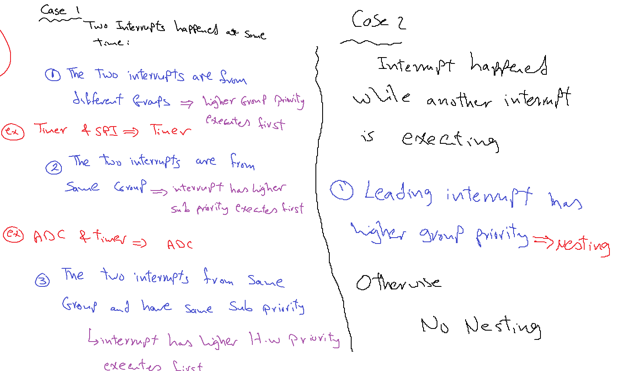 Case 1
Two Interrupts happened at same
time:
① The two interrupts are from
different Groups ⇒ higher Group priority
executes first
ex Timer & SPI ⇒ Timer
② The two interrupts are from
Same Group ⇒ interrupt has higher
sub priority executes first
ex ADC & timer ⇒ ADC
③ The two interrupts from Same
Group and have same Sub priority
↳ interrupt has higher H.w priority
executes first
Case 2
Interrupt happened
while another interrupt
is executing
① Leading interrupt has
higher group priority ⇒ nesting
Otherwise
No Nesting